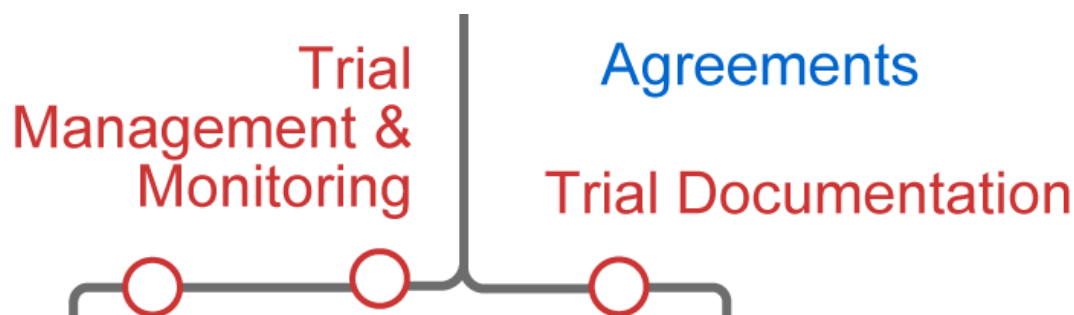 Trial
Management &
Monitoring
Agreements
Trial Documentation